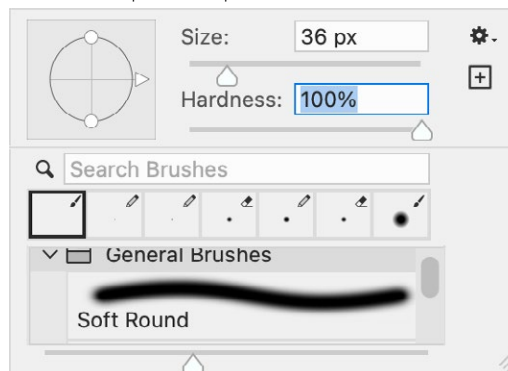 Size: 36 px
Hardness: 100%
Search Brushes
General Brushes
Soft Round